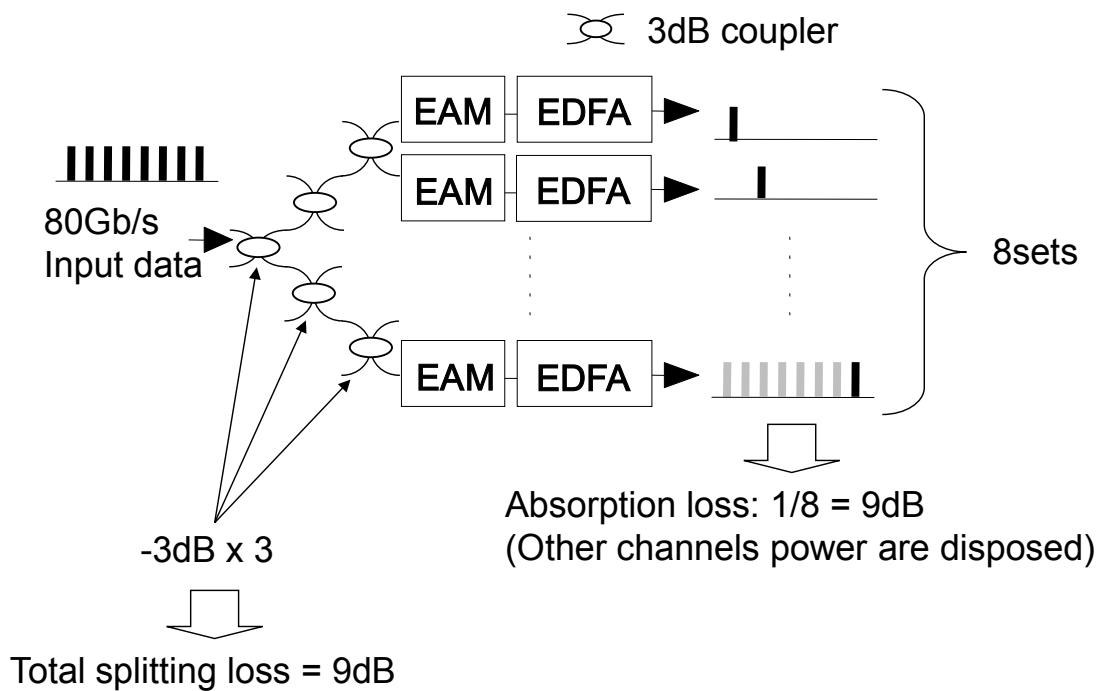 3dB coupler
EAM
EDFA
EAM
EDFA
80Gb/s
Input data
8sets
EAM
EDFA
Absorption loss: 1/8 = 9dB
(Other channels power are disposed)
-3dB x 3
Total splitting loss = 9dB